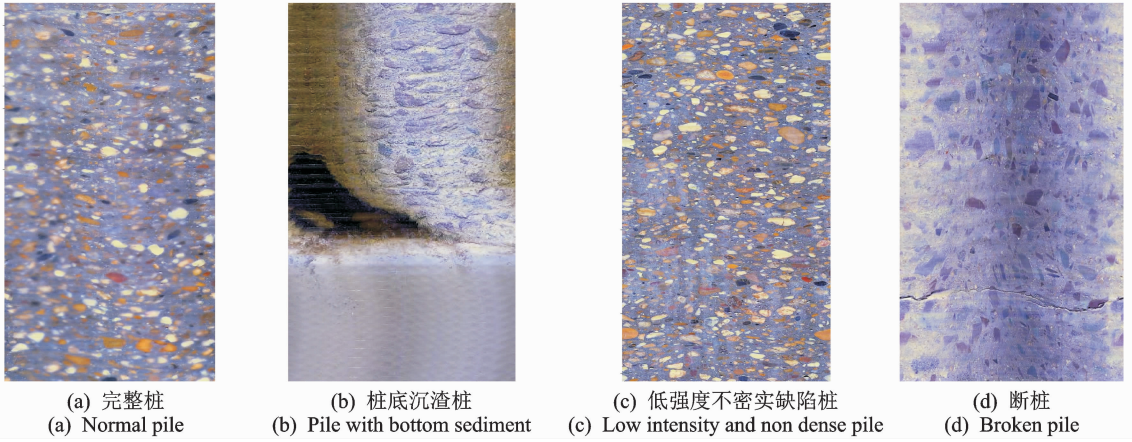 (a) 完整桩
(a) Normal pile
(b) 桩底沉渣桩
(b) Pile with bottom sediment
(c) 低强度不密实缺陷桩
(c) Low intensity and non dense pile
(d) 断桩
(d) Broken pile